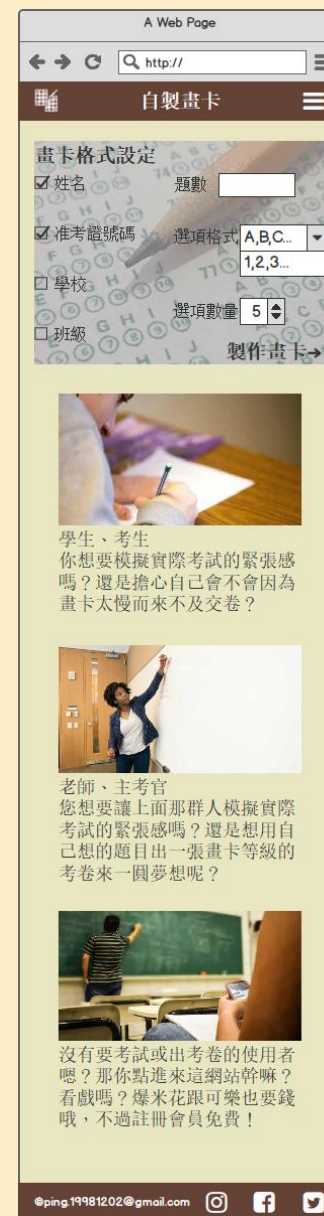 A Web Page
http://
自製畫卡
畫卡格式設定
姓名
題數
准考證號碼
選項格式 A,B,C...
1,2,3...
學校
選項數量 5
班級
製作畫卡→
學生、考生
你想要模擬實際考試的緊張感
嗎？還是擔心自己會不會因為
畫卡太慢而來不及交卷？
老師、主考官
您想要讓上面那群人模擬實際
考試的緊張感嗎？還是想用自
己想的題目出一張畫卡等級的
考卷來一圓夢想呢？
沒有要考試或出考卷的使用者
嗯？那你點進來這網站幹嘛？
看戲嗎？爆米花跟可樂也要錢
哦，不過註冊會員免費！
©ping.19981202@gmail.com